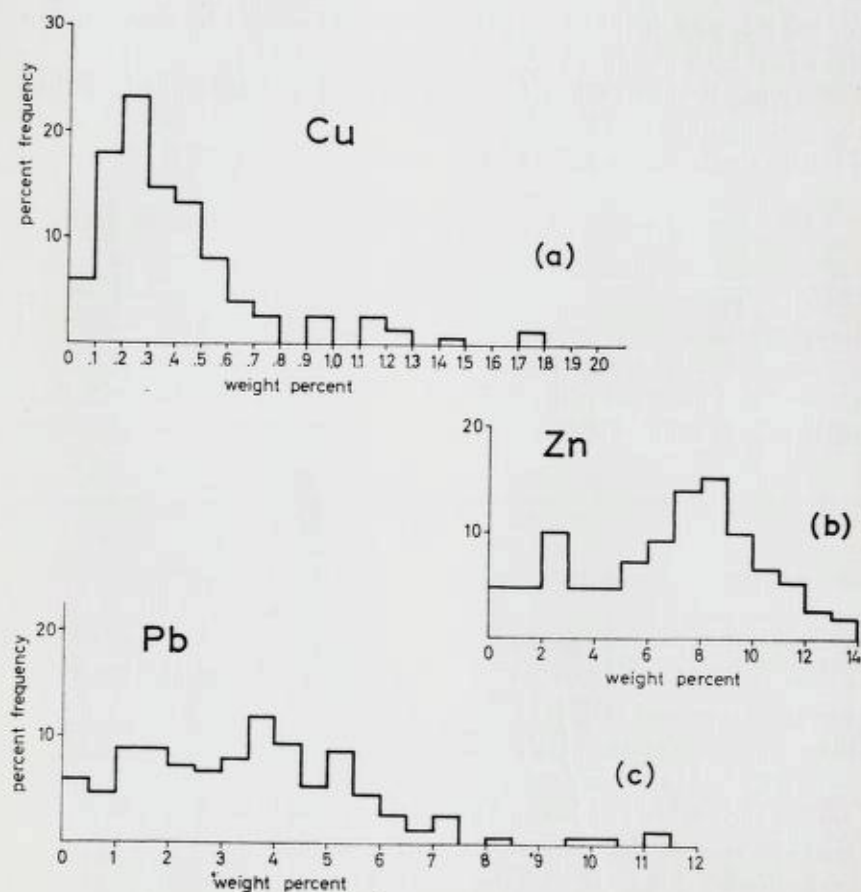 30
20
10
percent frequency
Cu
(a)
0 .1 .2 .3 .4 .5 .6 .7 .8 .9 1.0 1.1 1.2 1.3 1.4 1.5 1.6 1.7 1.8 1.9 2.0
weight percent
20
10
Zn
(b)
0 2 4 6 8 10 12 14
weight percent
20
10
percent frequency
Pb
(c)
0 1 2 3 4 5 6 7 8 9 10 11 12
weight percent